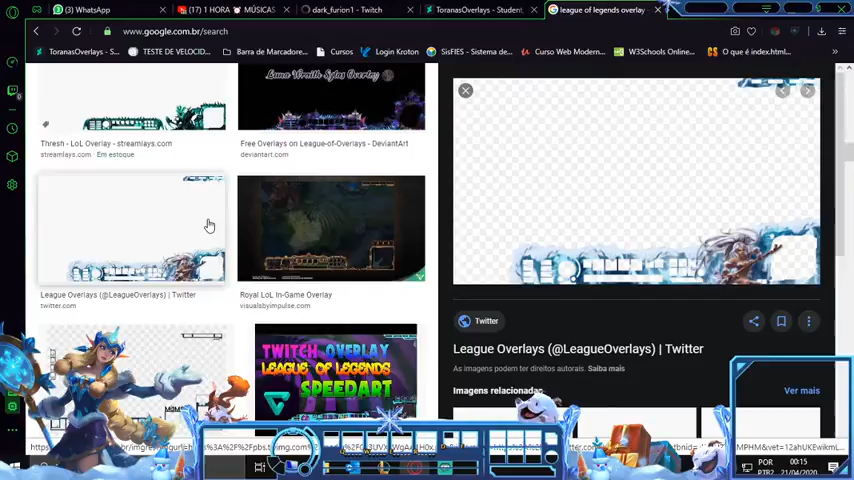 (3) WhatsApp
(17) 1 HORA
MÚSICAS
dark_furion1 - Twitch
ToranasOverlays - Student
league of legends overlay
www.google.com.br/search
ToranasOverlays - S...
TESTE DE VELOCID...
Barra de Marcadore...
Cursos
Login Kroton
SisFIES - Sistema de...
Curso Web Modern...
W3Schools Online...
O que é index.html...
Luna Wraith Sylas Overlay
Thresh - LoL Overlay - streamlays.com
streamlays.com · Em estoque
Free Overlays on League-of-Overlays - DeviantArt
deviantart.com
League Overlays (@LeagueOverlays) | Twitter
twitter.com
Royal LoL In-Game Overlay
visualsbyimpulse.com
TWITCH OVERLAY
LEAGUE OF LEGENDS
SPEEDART
Twitter
League Overlays (@LeagueOverlays) | Twitter
As imagens podem ter direitos autorais. Saiba mais
Imagens relacionadas
Ver mais
POR
PTB2
00:15
21/04/2020